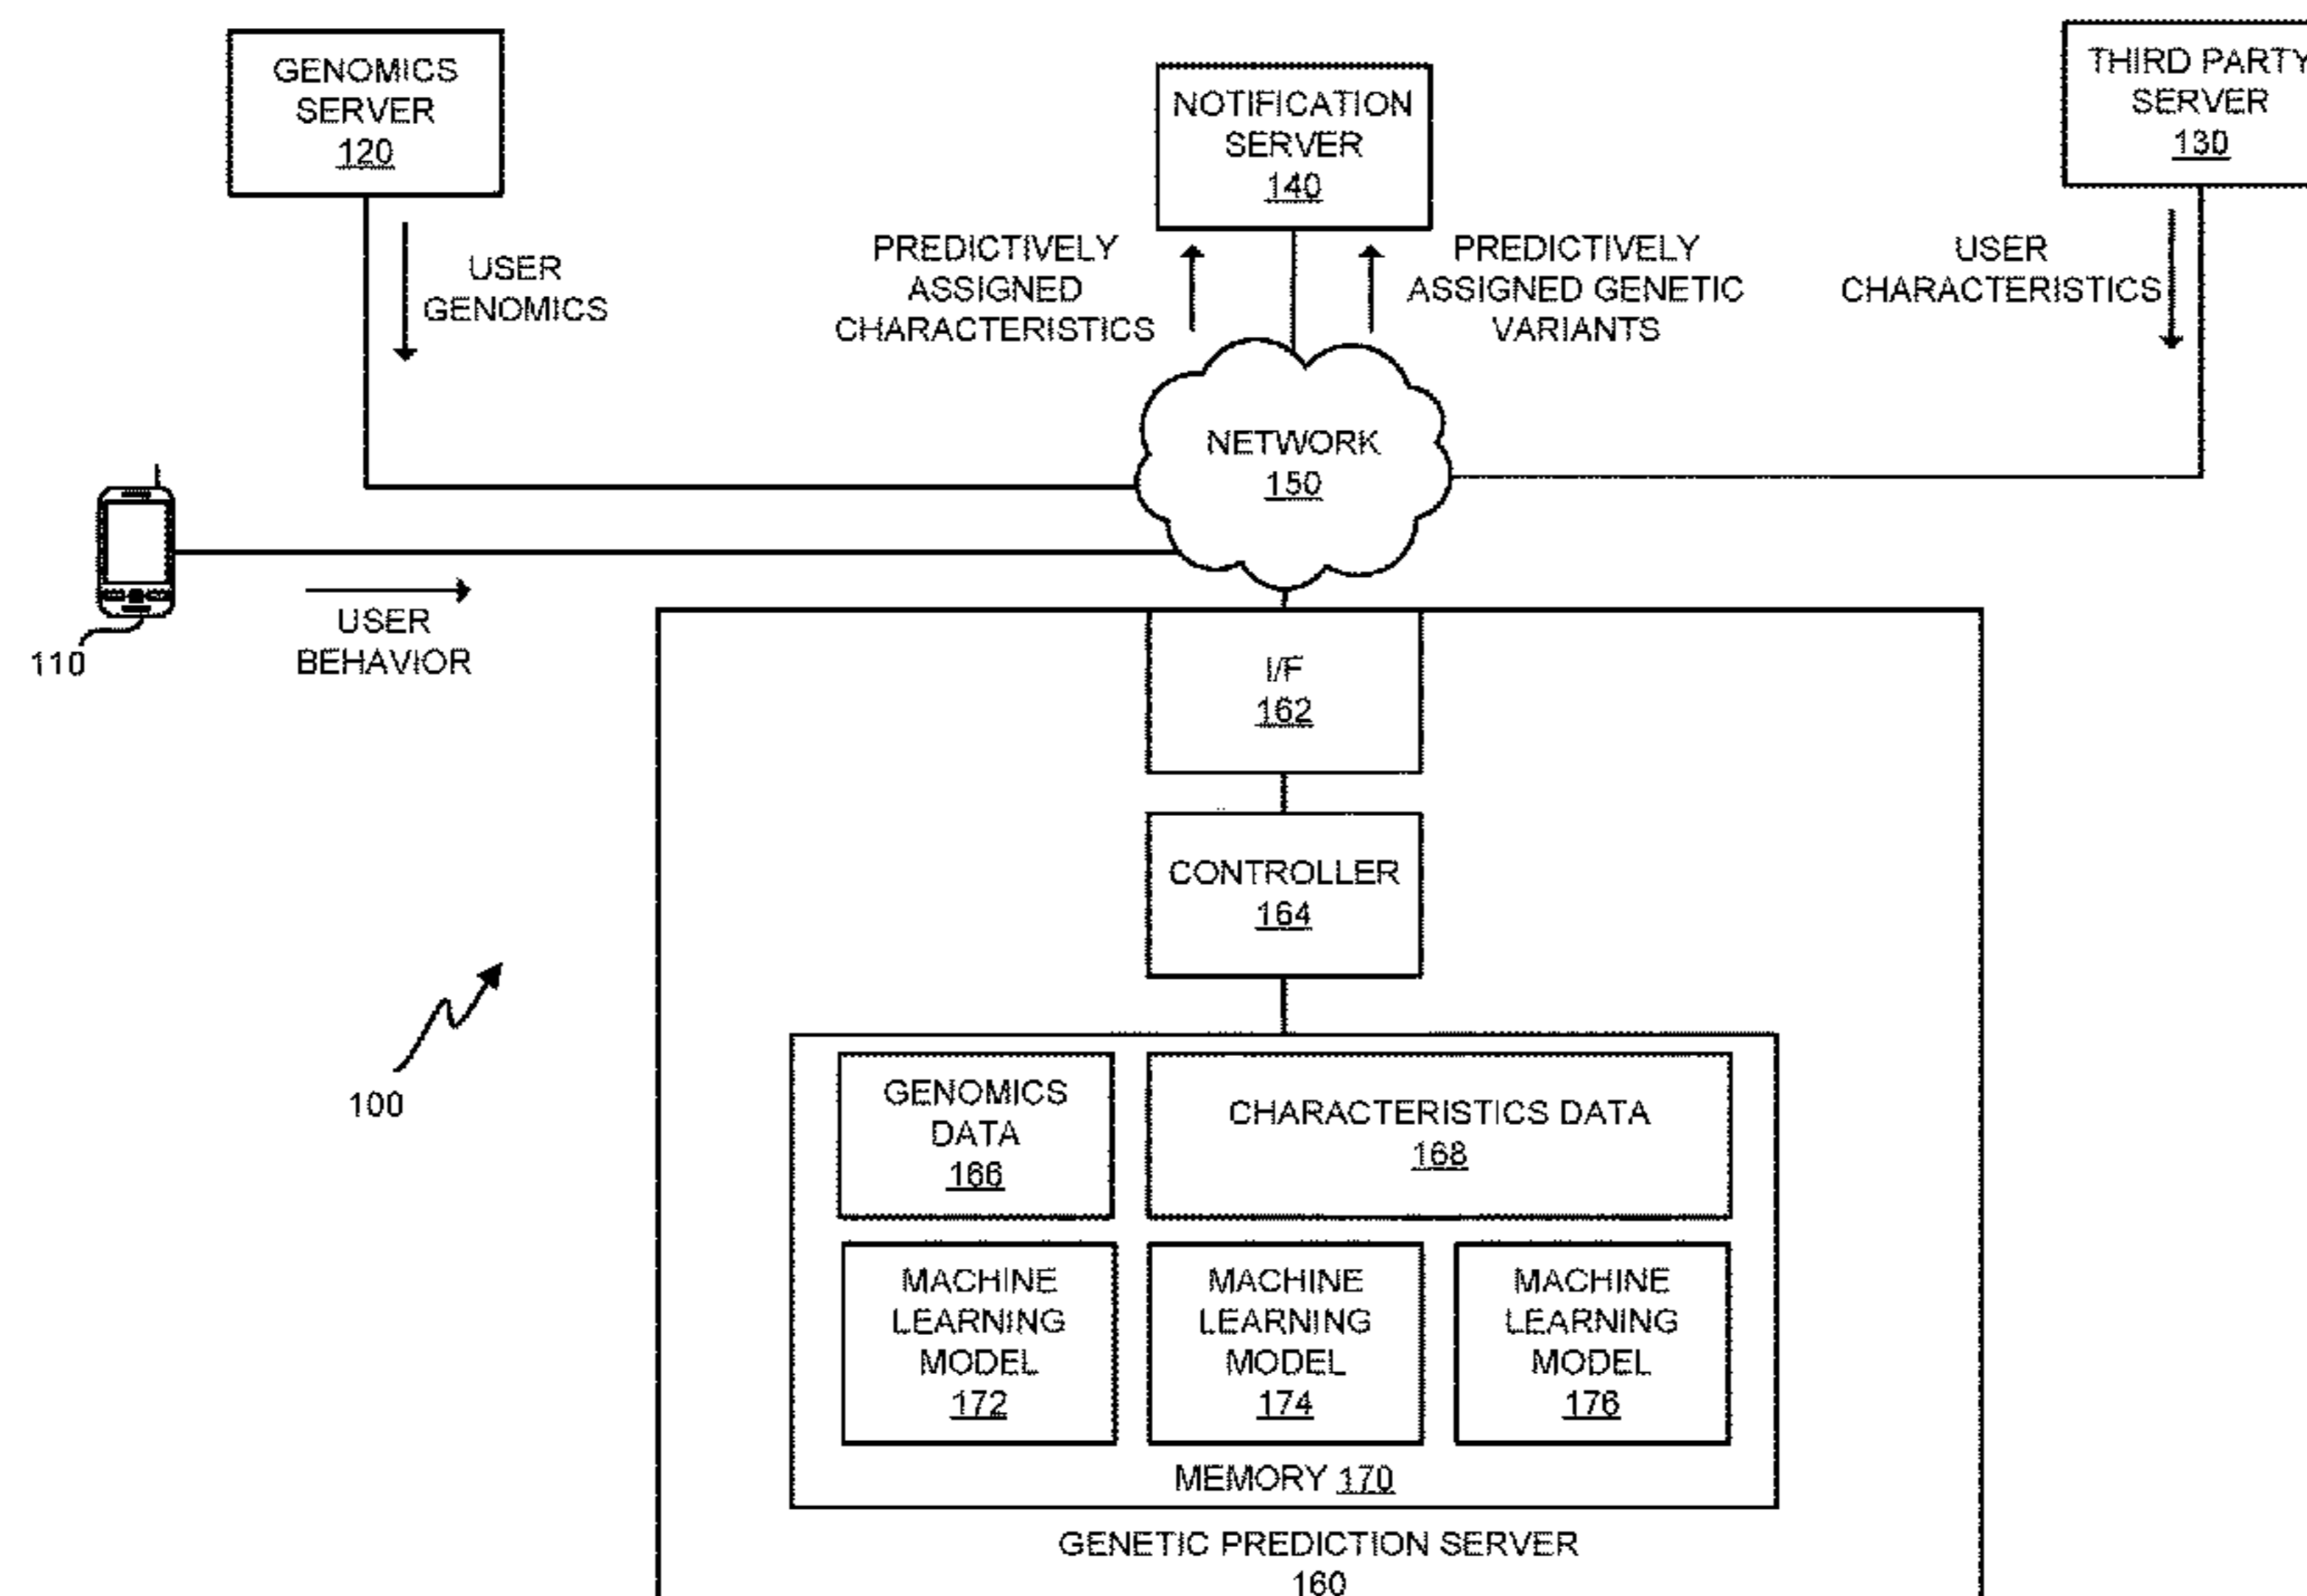 GENOMICS
SERVER
120
NOTIFICATION
SERVER
140
THIRD PARTY
SERVER
130
USER
GENOMICS
PREDICTIVELY
ASSIGNED
CHARACTERISTICS
PREDICTIVELY
ASSIGNED GENETIC
VARIANTS
USER
CHARACTERISTICS
NETWORK
150
110
USER
BEHAVIOR
I/F
162
CONTROLLER
164
100
GENOMICS
DATA
166
CHARACTERISTICS DATA
168
MACHINE
LEARNING
MODEL
172
MACHINE
LEARNING
MODEL
174
MACHINE
LEARNING
MODEL
176
MEMORY 170
GENETIC PREDICTION SERVER
160